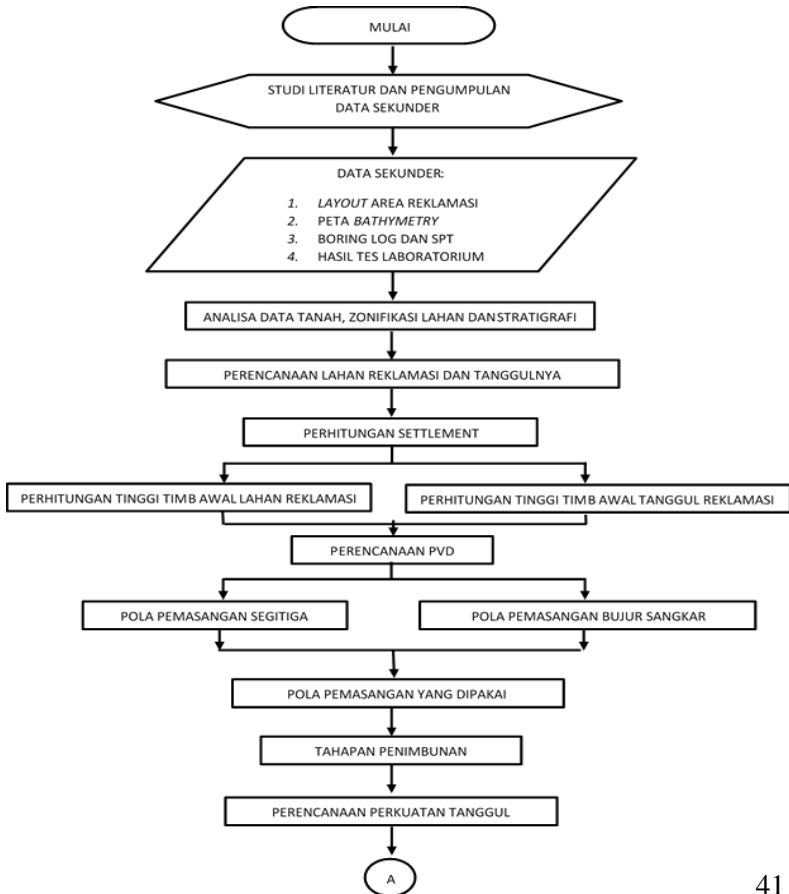 MULAI
STUDI LITERATUR DAN PENGUMPULAN
DATA SEKUNDER
DATA SEKUNDER:
1. LAYOUT AREA REKLAMASI
2. PETA BATHYMETRY
3. BORING LOG DAN SPT
4. HASIL TES LABORATORIUM
ANALISA DATA TANAH, ZONIFIKASI LAHAN DANSTRATIGRAFI
PERENCANAAN LAHAN REKLAMASI DAN TANGGULNYA
PERHITUNGAN SETTLEMENT
PERHITUNGAN TINGGI TIMB AWAL LAHAN REKLAMASI
PERHITUNGAN TINGGI TIMB AWAL TANGGUL REKLAMASI
PERENCANAAN PVD
POLA PEMASANGAN SEGITIGA
POLA PEMASANGAN BUJUR SANGKAR
POLA PEMASANGAN YANG DIPAKAI
TAHAPAN PENIMBUNAN
PERENCANAAN PERKUATAN TANGGUL
A
41